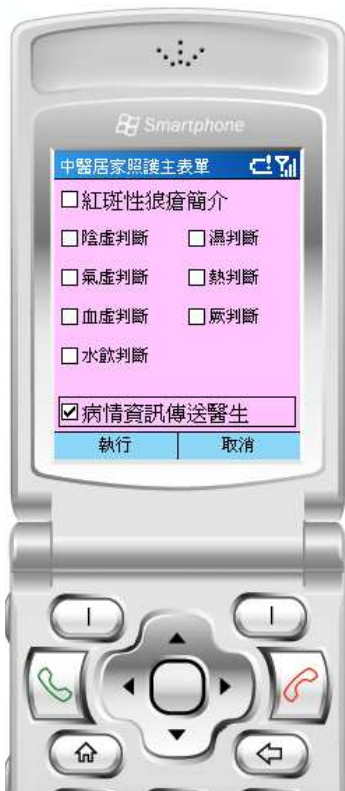 Smartphone
中醫居家照護主表單
紅斑性狼瘡簡介
陰虛判斷 濕判斷
氣虛判斷 熱判斷
血虛判斷 厥判斷
水飲判斷
病情資訊傳送醫生
執行 取消